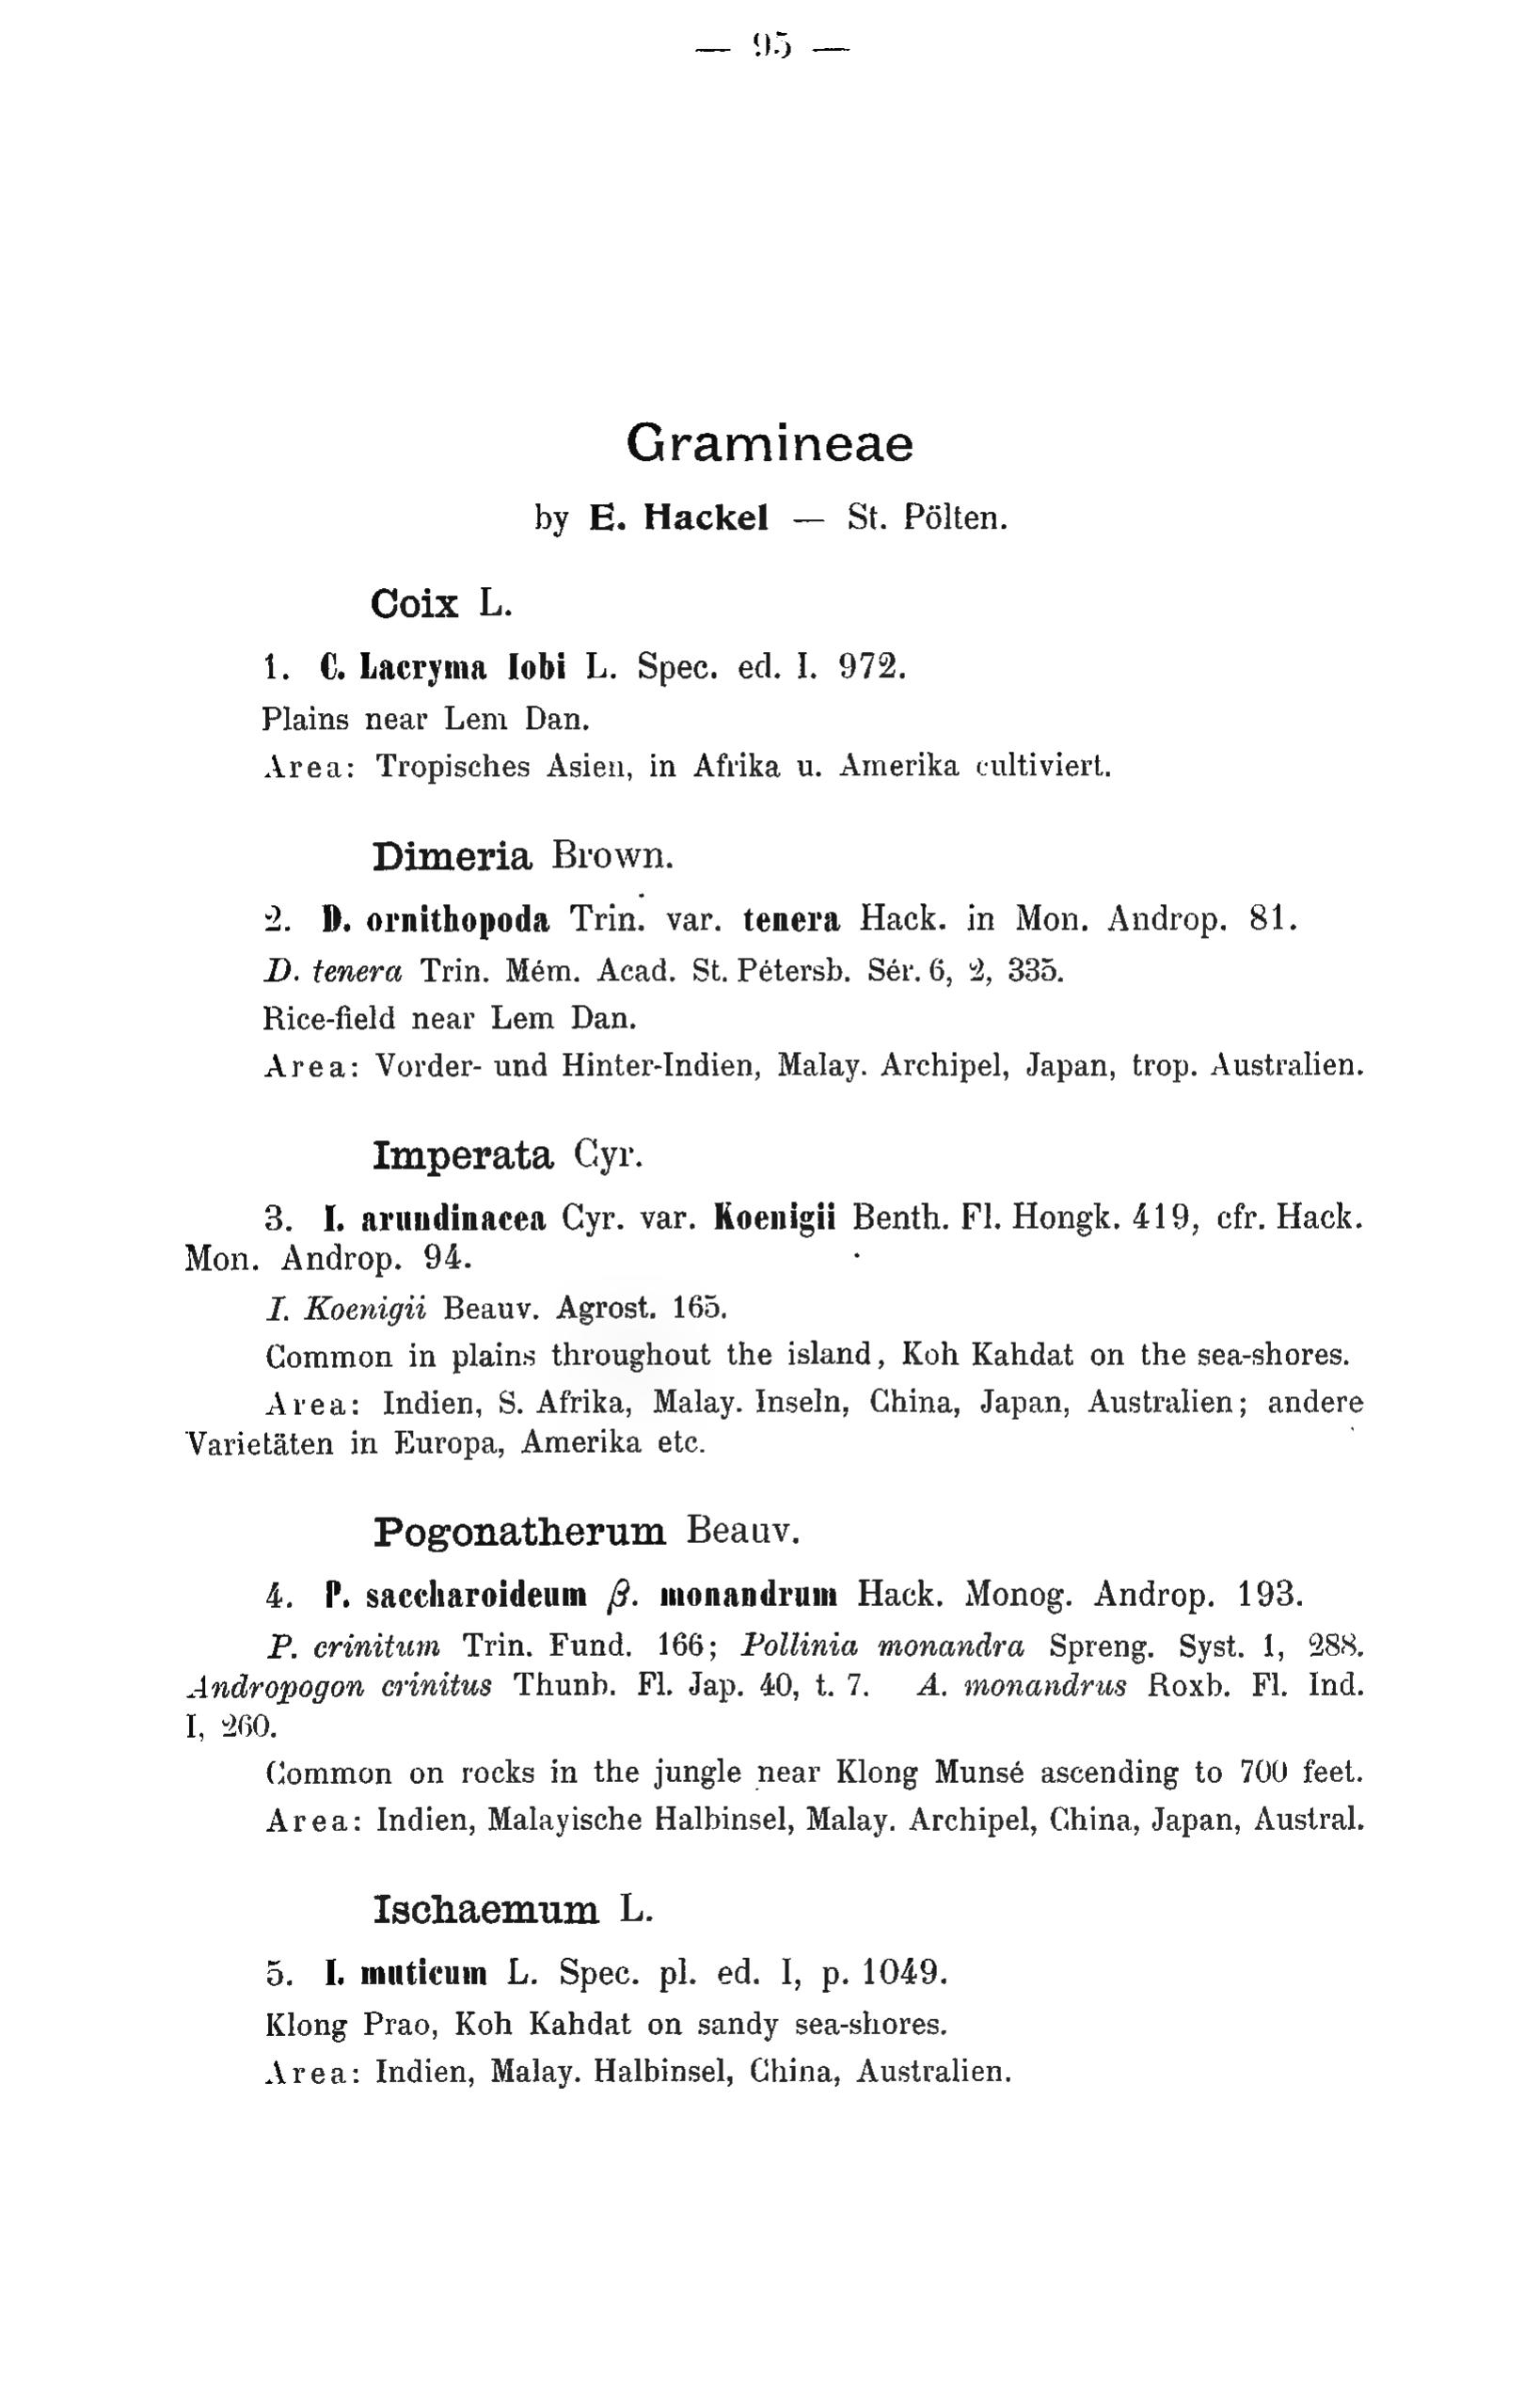 — 95 —
Gramineae
by E. Hackel — St. Pölten.
Coix L.
1. C. Lacryma Iobi L. Spec. ed. I. 972.
Plains near Lem Dan.
Area: Tropisches Asien, in Afrika u. Amerika cultiviert.
Dimeria Brown.
2. D. ornithopoda Trin. var. tenera Hack. in Mon. Androp. 81.
D. tenera Trin. Mém. Acad. St. Pétersb. Sér. 6, 2, 335.
Rice-field near Lem Dan.
Area: Vorder- und Hinter-Indien, Malay. Archipel, Japan, trop. Australien.
Imperata Cyr.
3. I. arundinacea Cyr. var. Koenigii Benth. Fl. Hongk. 419, cfr. Hack.
Mon. Androp. 94.
I. Koenigii Beauv. Agrost. 165.
Common in plains throughout the island, Koh Kahdat on the sea-shores.
Area: Indien, S. Afrika, Malay. Inseln, China, Japan, Australien; andere
Varietäten in Europa, Amerika etc.
Pogonatherum Beauv.
4. P. saccharoideum β. monandrum Hack. Monog. Androp. 193.
P. crinitum Trin. Fund. 166; Pollinia monandra Spreng. Syst. 1, 288.
Andropogon crinitus Thunb. Fl. Jap. 40, t. 7. A. monandrus Roxb. Fl. Ind.
I, 260.
Common on rocks in the jungle near Klong Munsé ascending to 700 feet.
Area: Indien, Malayische Halbinsel, Malay. Archipel, China, Japan, Austral.
Ischaemum L.
5. I. muticum L. Spec. pl. ed. I, p. 1049.
Klong Prao, Koh Kahdat on sandy sea-shores.
Area: Indien, Malay. Halbinsel, China, Australien.